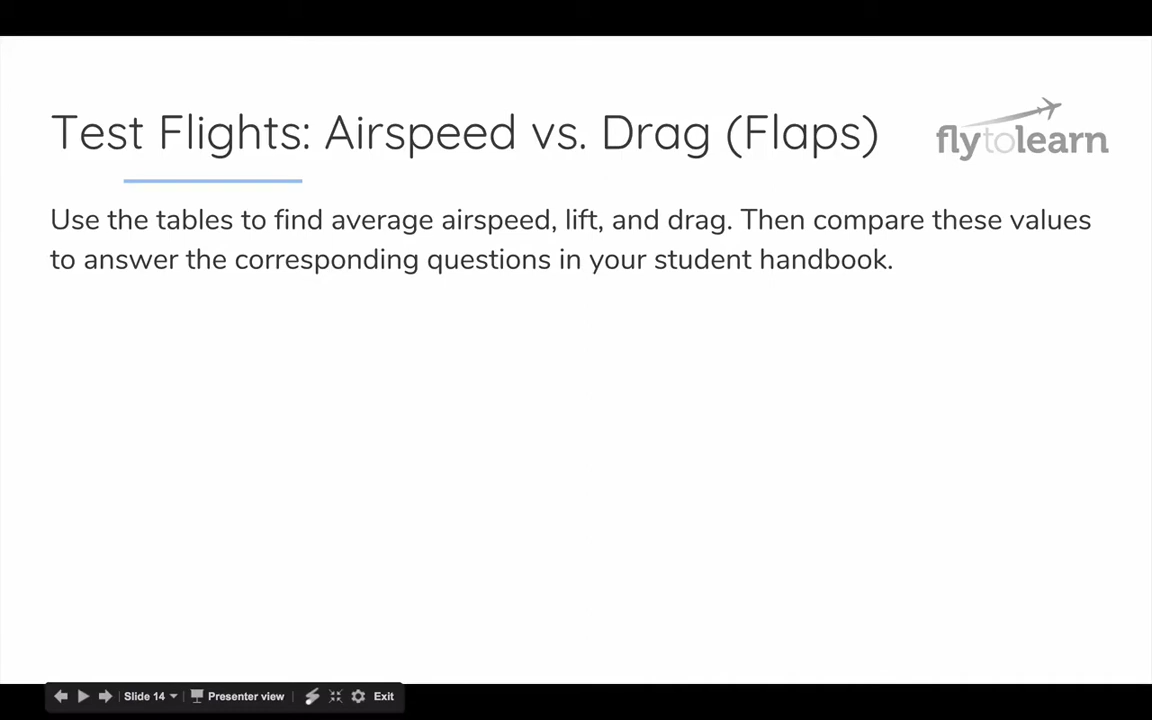 Test Flights: Airspeed vs. Drag (Flaps)
flytolearn
Use the tables to find average airspeed, lift, and drag. Then compare these values
to answer the corresponding questions in your student handbook.
Slide 14
Presenter view
Exit